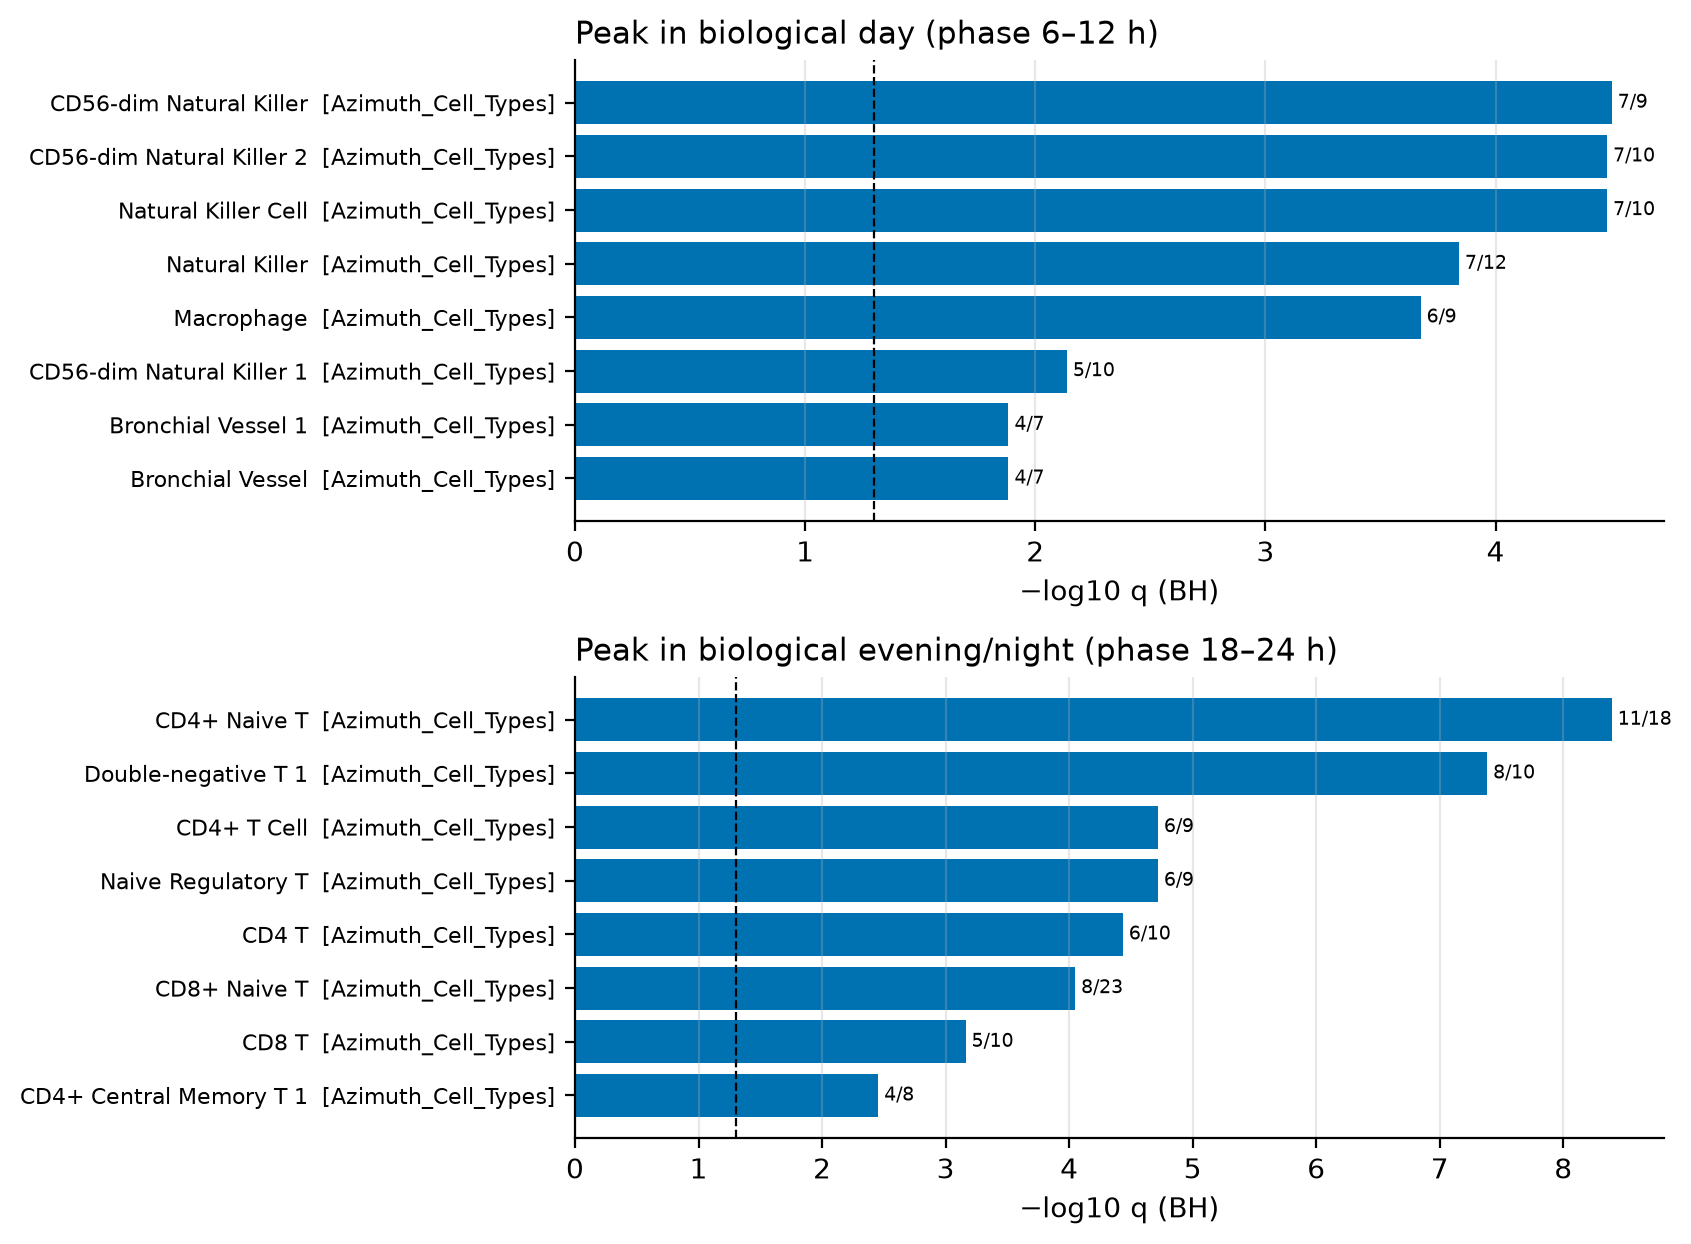 Peak in biological day (phase 6–12 h)
CD56-dim Natural Killer [Azimuth_Cell_Types] 7/9
CD56-dim Natural Killer 2 [Azimuth_Cell_Types] 7/10
Natural Killer Cell [Azimuth_Cell_Types] 7/10
Natural Killer [Azimuth_Cell_Types] 7/12
Macrophage [Azimuth_Cell_Types] 6/9
CD56-dim Natural Killer 1 [Azimuth_Cell_Types] 5/10
Bronchial Vessel 1 [Azimuth_Cell_Types] 4/7
Bronchial Vessel [Azimuth_Cell_Types] 4/7
0 1 2 3 4
−log10 q (BH)
Peak in biological evening/night (phase 18–24 h)
CD4+ Naive T [Azimuth_Cell_Types] 11/18
Double-negative T 1 [Azimuth_Cell_Types] 8/10
CD4+ T Cell [Azimuth_Cell_Types] 6/9
Naive Regulatory T [Azimuth_Cell_Types] 6/9
CD4 T [Azimuth_Cell_Types] 6/10
CD8+ Naive T [Azimuth_Cell_Types] 8/23
CD8 T [Azimuth_Cell_Types] 5/10
CD4+ Central Memory T 1 [Azimuth_Cell_Types] 4/8
0 1 2 3 4 5 6 7 8
−log10 q (BH)